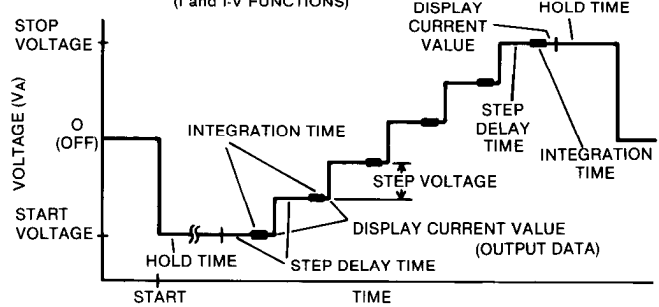 (I and I-V FUNCTIONS)
DISPLAY CURRENT VALUE
HOLD TIME
STOP VOLTAGE
INTEGRATION TIME
STEP DELAY TIME
INTEGRATION TIME
O (OFF)
VOLTAGE (VA)
STEP VOLTAGE
START VOLTAGE
DISPLAY CURRENT VALUE
(OUTPUT DATA)
HOLD TIME
STEP DELAY TIME
START
TIME